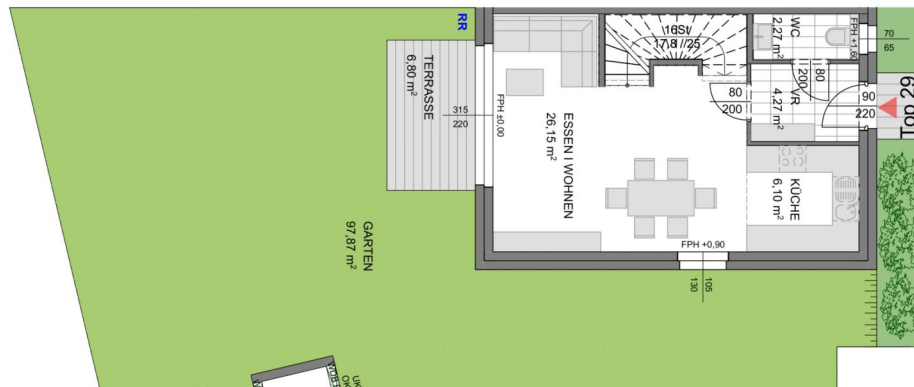 RR
TERRASSE
6,80 m²
315
220
FPH ±0,00
ESSEN I WOHNEN
26,15 m²
16St
17,8 // 25
WC
2,27 m²
FPH +1,60
70
65
80
200
80
200
VR
4,27 m²
90
220
Top 29
KÜCHE
6,10 m²
FPH +0,90
105
130
GARTEN
97,87 m²